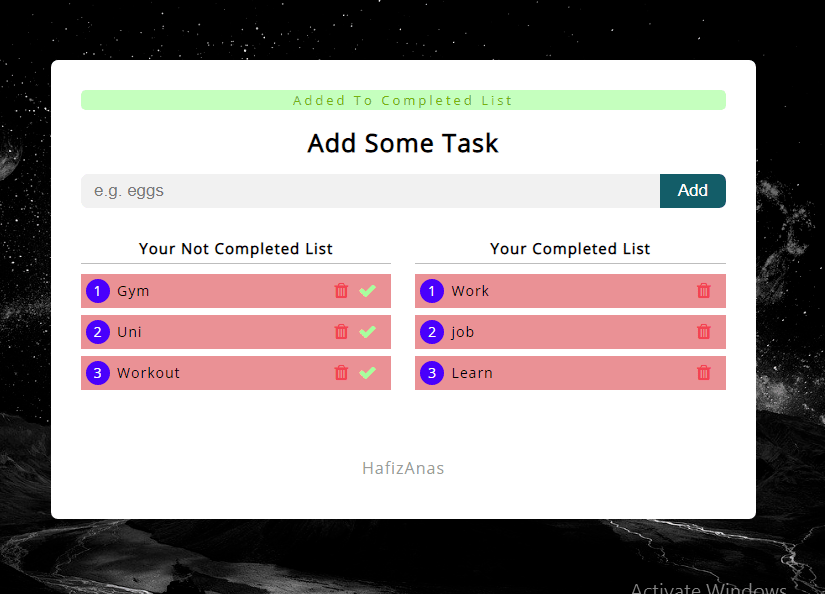 Added To Completed List
Add Some Task
e.g. eggs
Add
Your Not Completed List
1 Gym
2 Uni
3 Workout
Your Completed List
1 Work
2 job
3 Learn
HafizAnas
Activate Windows